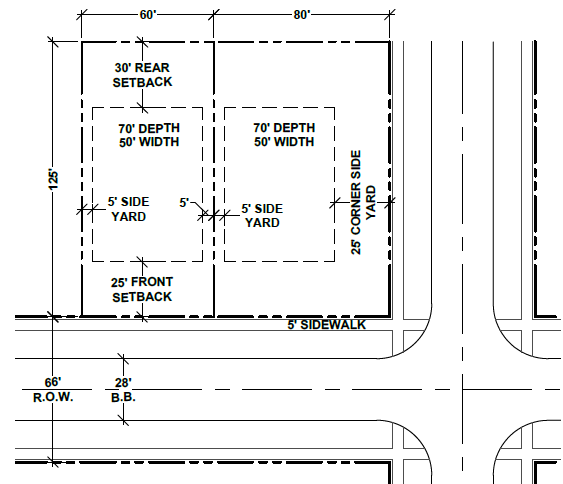 60'
80'
30' REAR
SETBACK
70' DEPTH
50' WIDTH
70' DEPTH
50' WIDTH
125'
25' CORNER SIDE
YARD
5' SIDE
YARD
5'
5' SIDE
YARD
25' FRONT
SETBACK
5' SIDEWALK
66'
R.O.W.
28'
B.B.